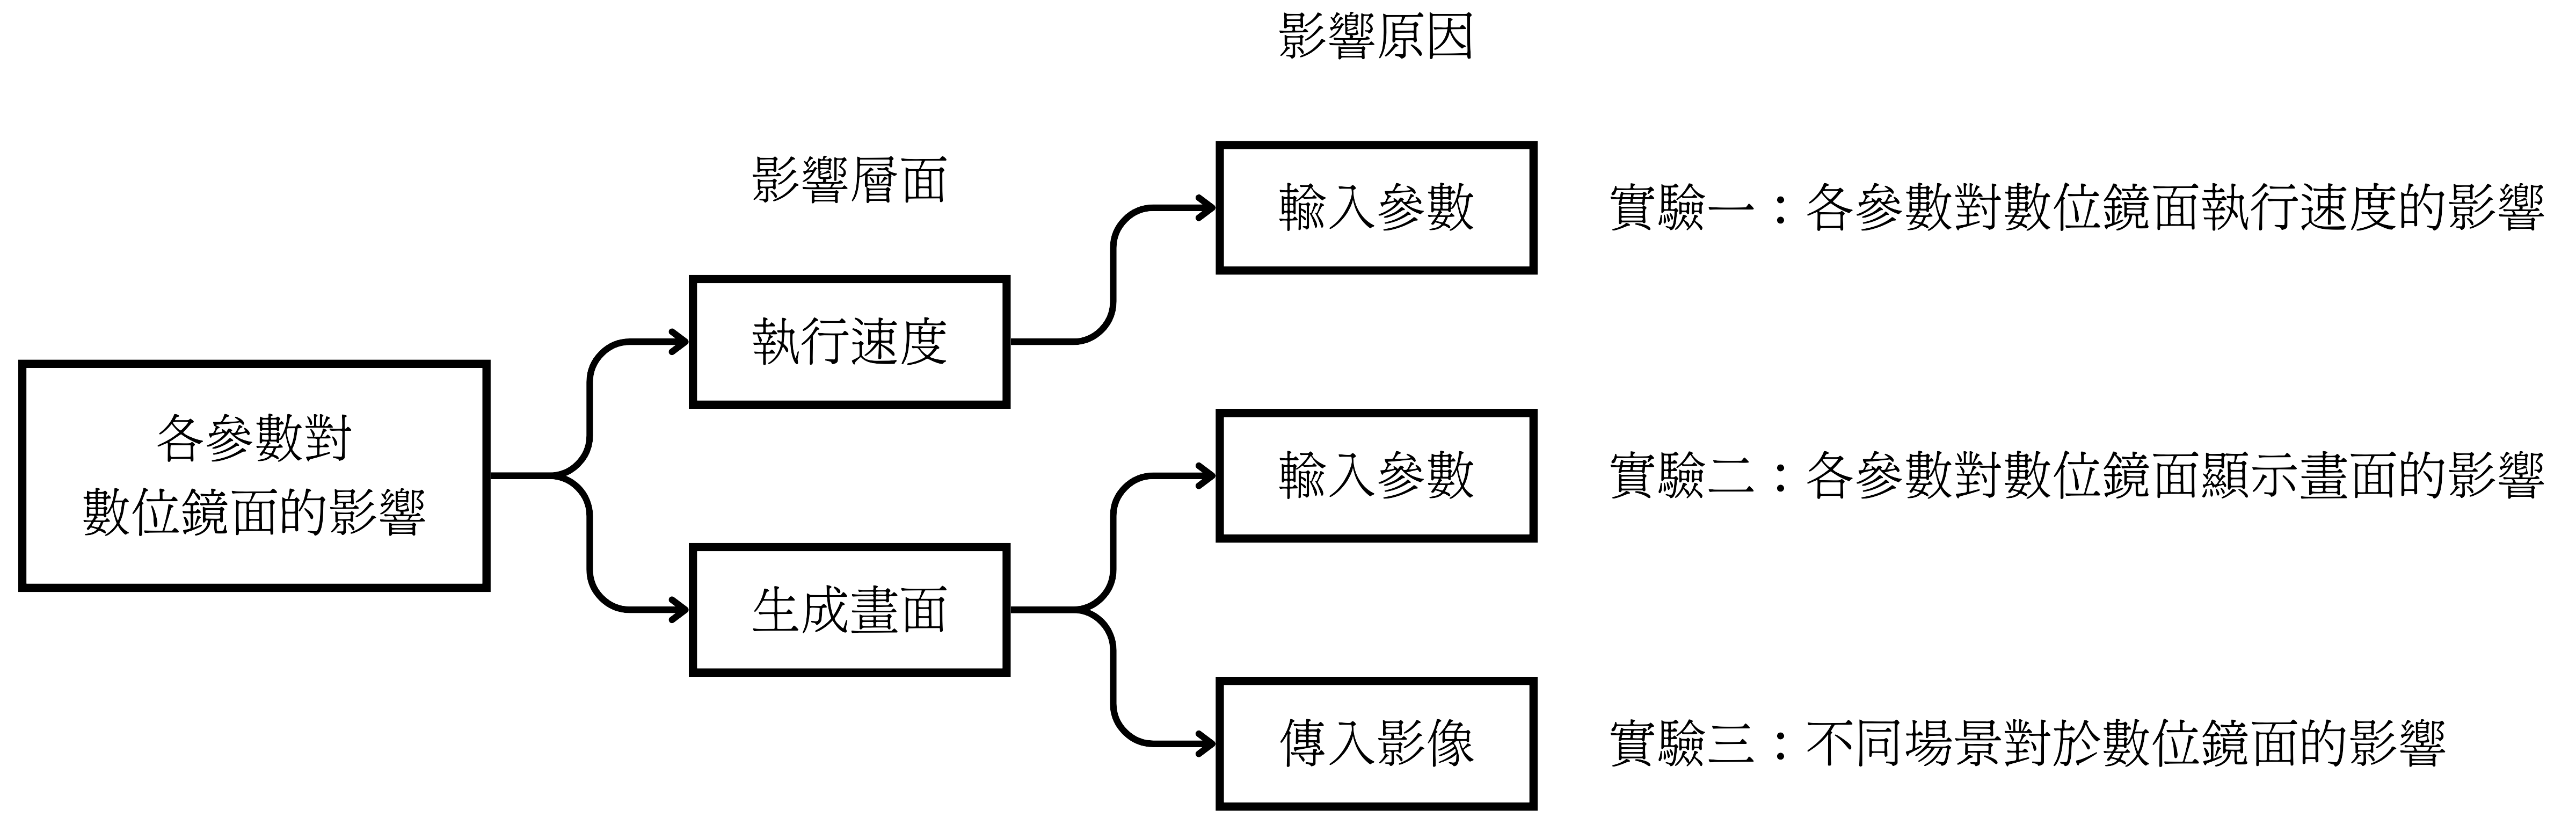 影響原因
影響層面
輸入參數
實驗一：各參數對數位鏡面執行速度的影響
執行速度
各參數對
數位鏡面的影響
輸入參數
實驗二：各參數對數位鏡面顯示畫面的影響
生成畫面
傳入影像
實驗三：不同場景對於數位鏡面的影響